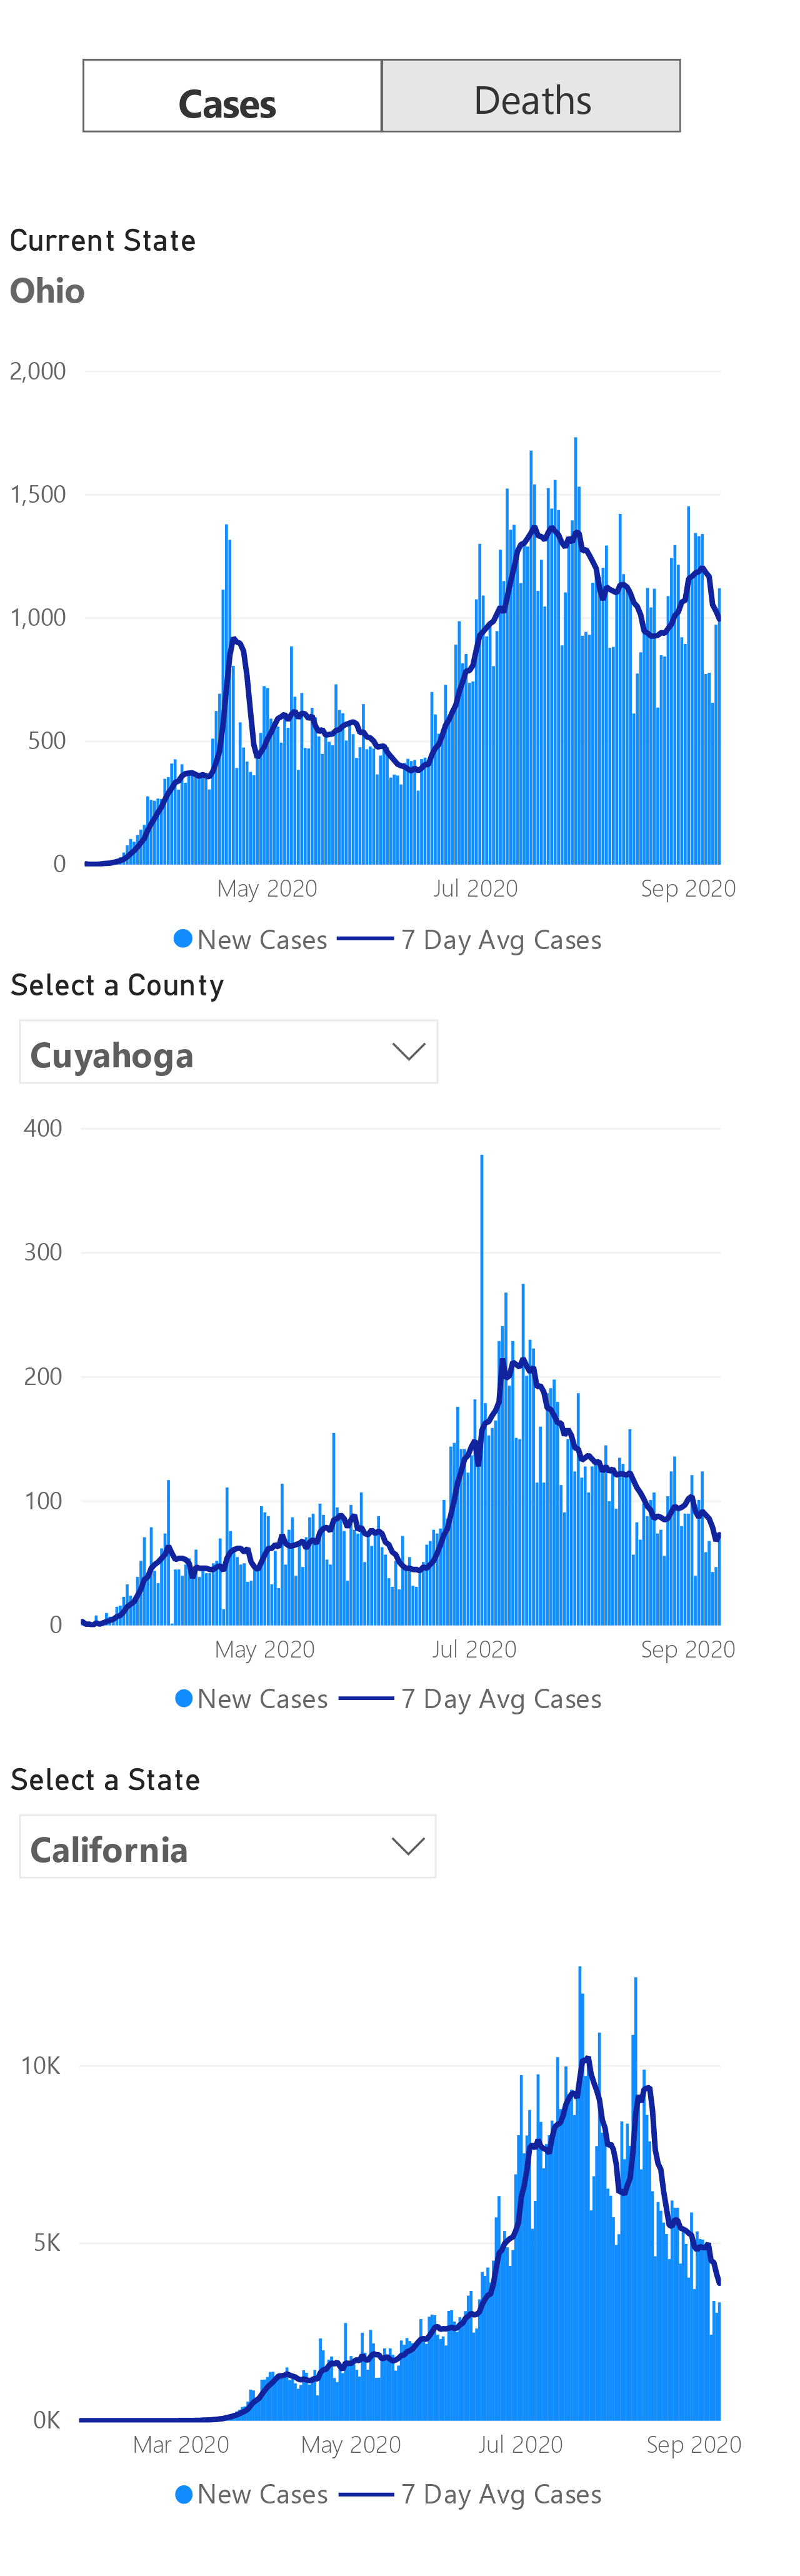 Cases Deaths
Current State
Ohio
2,000
1,500
1,000
500
0
May 2020 Jul 2020 Sep 2020
New Cases 7 Day Avg Cases
Select a County
Cuyahoga
400
300
200
100
0
May 2020 Jul 2020 Sep 2020
New Cases 7 Day Avg Cases
Select a State
California
10K
5K
0K
Mar 2020 May 2020 Jul 2020 Sep 2020
New Cases 7 Day Avg Cases